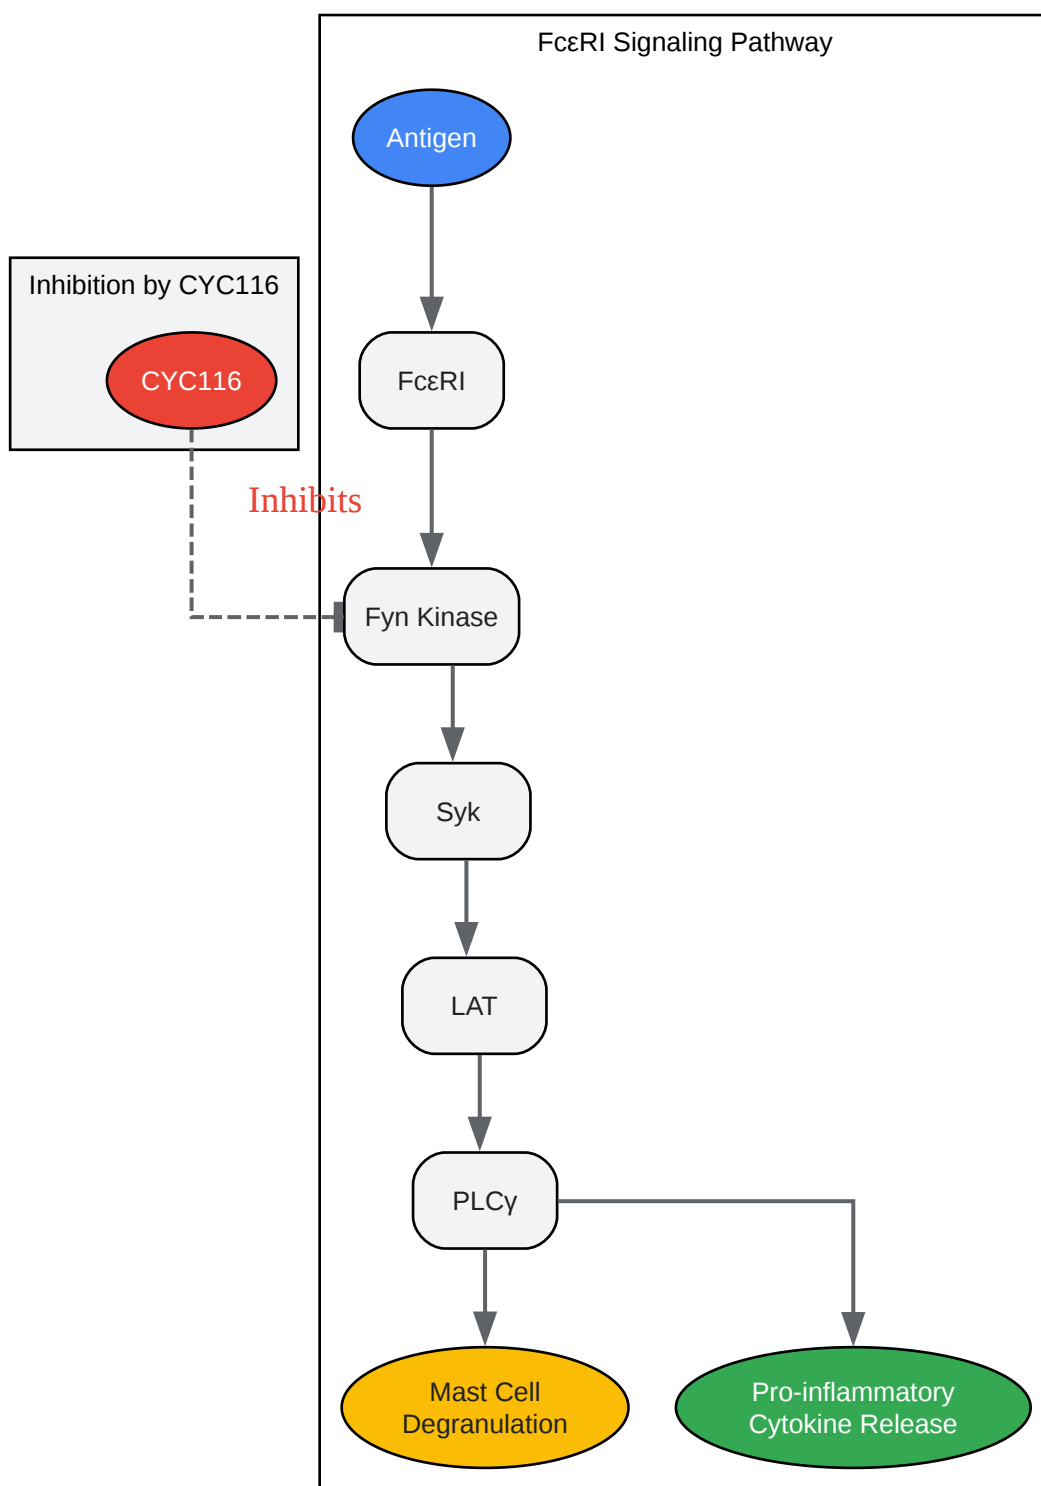 FcεRI Signaling Pathway
Antigen
Inhibition by CYC116
CYC116
FcεRI
Inhibits
Fyn Kinase
Syk
LAT
PLCγ
Mast Cell
Degranulation
Pro-inflammatory
Cytokine Release